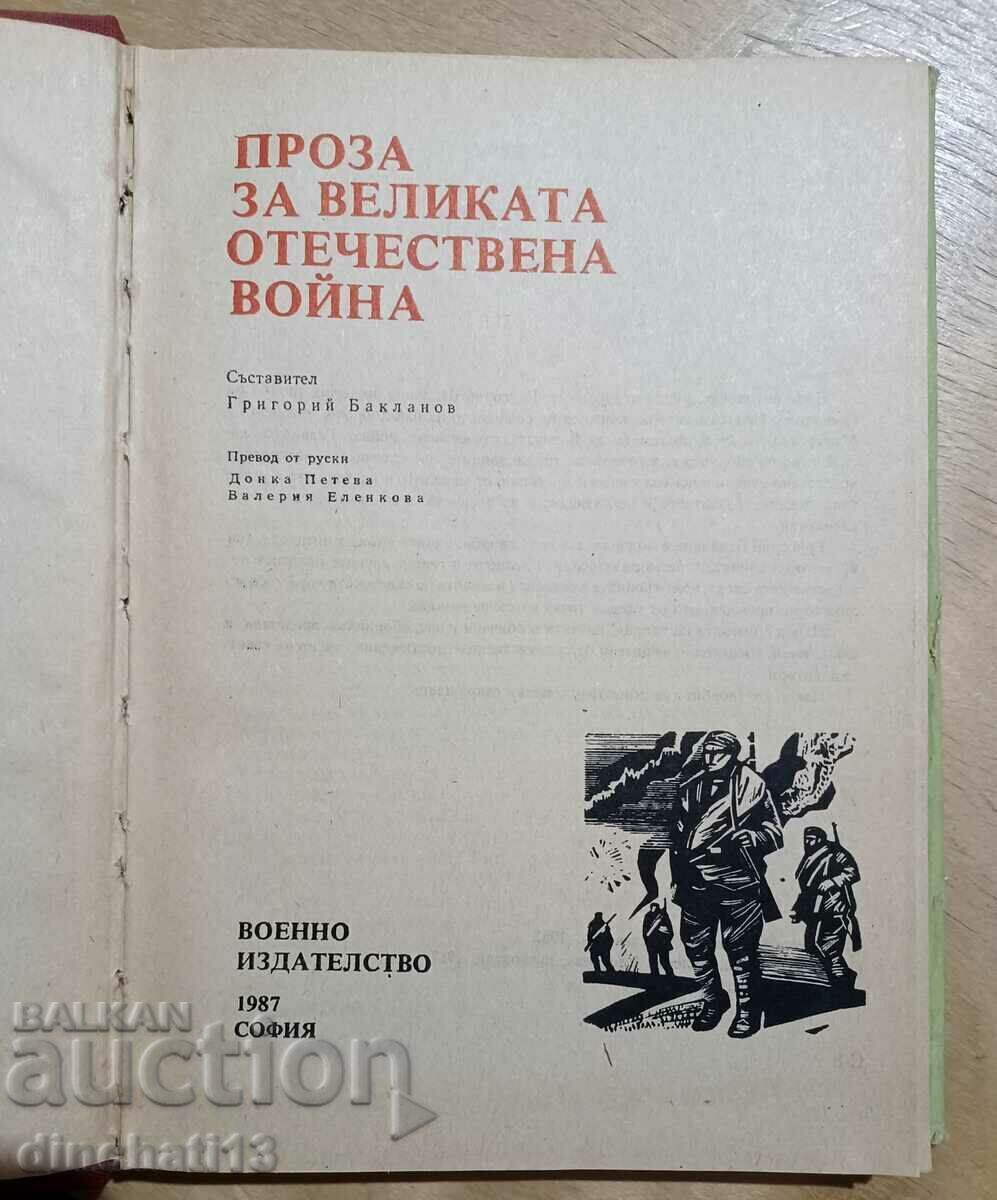 ПРОЗА
ЗА ВЕЛИКАТА
ОТЕЧЕСТВЕНА
ВОЙНА
Съставител
Григорий Бакланов
Превод от руски
Донка Петева
Валерия Еленкова
ВОЕННО
ИЗДАТЕЛСТВО
1987
СОФИЯ
BALKAN
auction
dinchati13